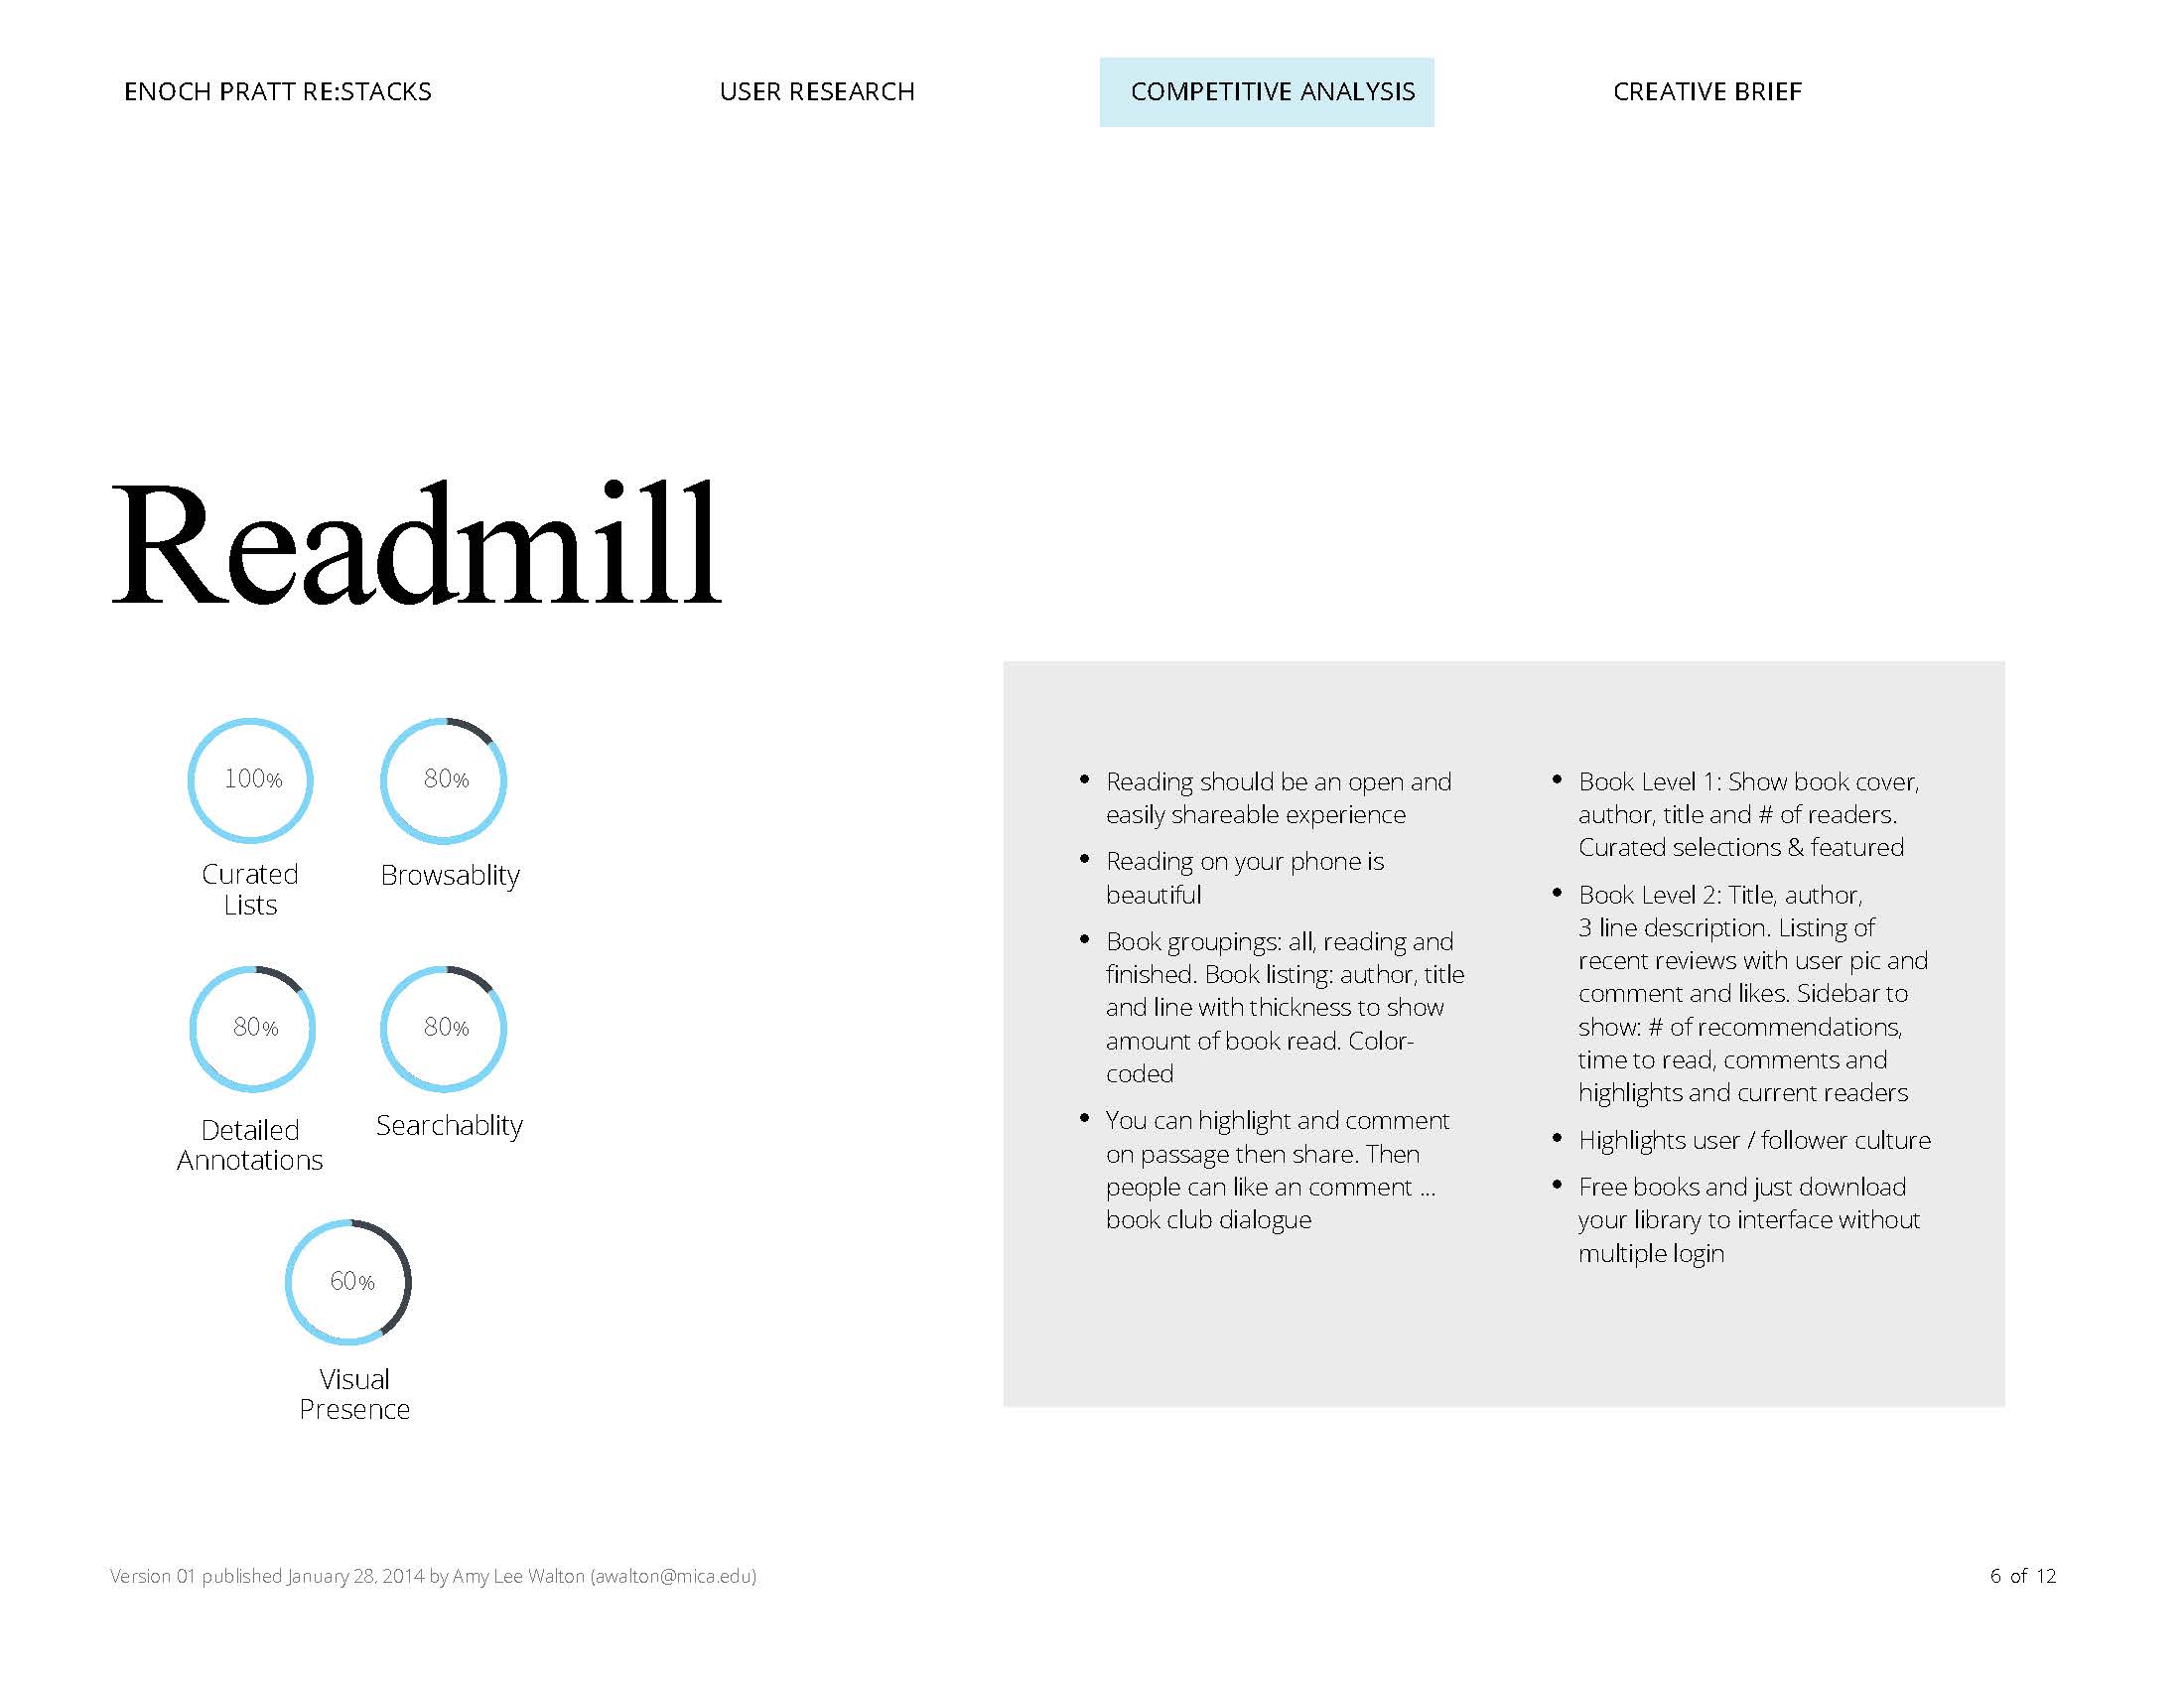 ENOCH PRATT RE:STACKS
USER RESEARCH
COMPETITIVE ANALYSIS
CREATIVE BRIEF
Readmill
100%
Curated
Lists
80%
Browsablity
80%
Detailed
Annotations
80%
Searchablity
60%
Visual
Presence
• Reading should be an open and
easily shareable experience
• Reading on your phone is
beautiful
• Book groupings: all, reading and
finished. Book listing: author, title
and line with thickness to show
amount of book read. Color-
coded
• You can highlight and comment
on passage then share. Then
people can like an comment ...
book club dialogue
• Book Level 1: Show book cover,
author, title and # of readers.
Curated selections & featured
• Book Level 2: Title, author,
3 line description. Listing of
recent reviews with user pic and
comment and likes. Sidebar to
show: # of recommendations,
time to read, comments and
highlights and current readers
• Highlights user / follower culture
• Free books and just download
your library to interface without
multiple login
Version 01 published January 28, 2014 by Amy Lee Walton (awalton@mica.edu)
6 of 12